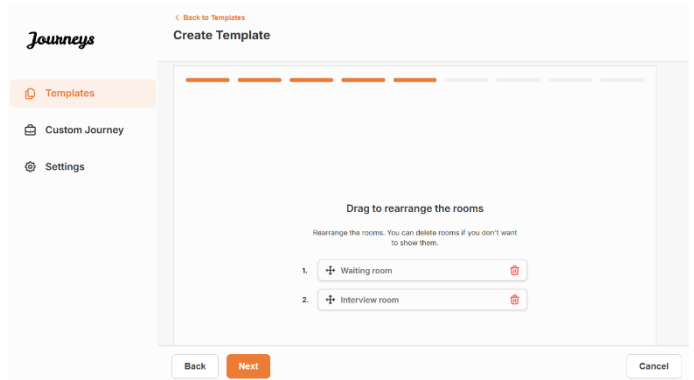 Journeys
Back to Templates
Create Template
Templates
Custom Journey
Settings
Drag to rearrange the rooms
Rearrange the rooms. You can delete rooms if you don't want
to show them.
1. Waiting room
2. Interview room
Back
Next
Cancel